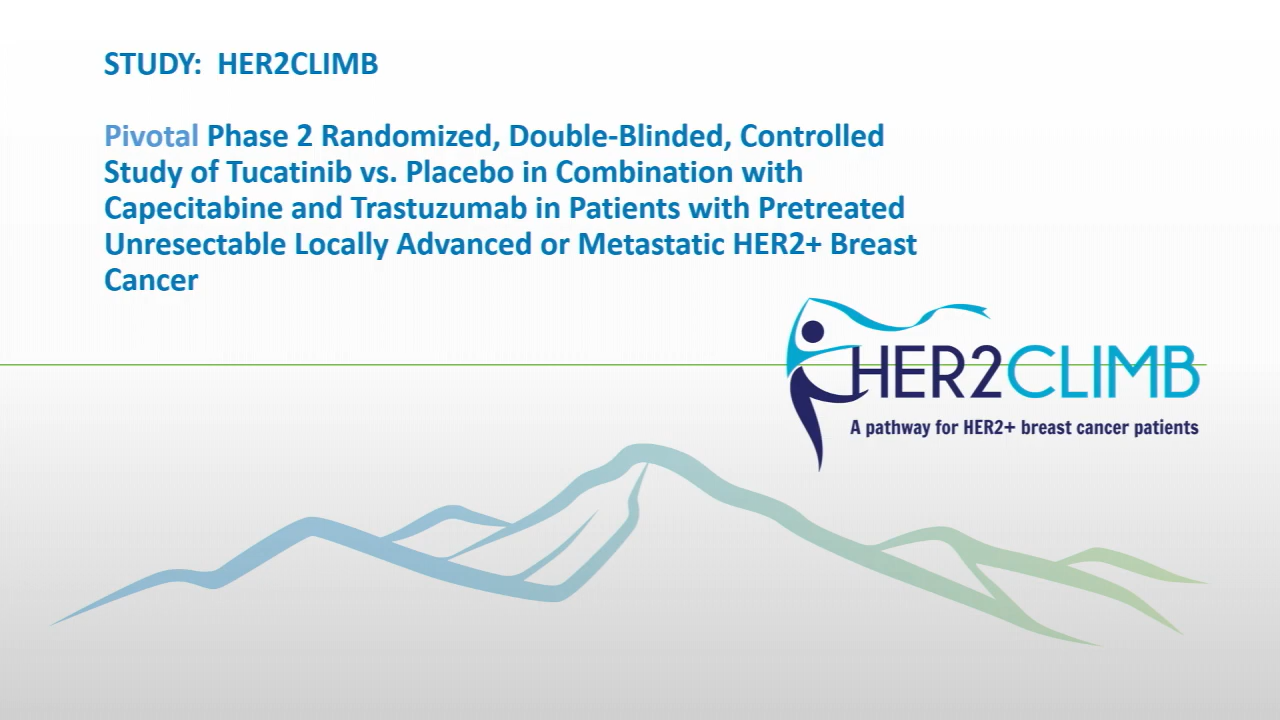 STUDY:  HER2CLIMB
Pivotal Phase 2 Randomized, Double-Blinded, Controlled
Study of Tucatinib vs. Placebo in Combination with
Capecitabine and Trastuzumab in Patients with Pretreated
Unresectable Locally Advanced or Metastatic HER2+ Breast
Cancer
HER2CLIMB
A pathway for HER2+ breast cancer patients